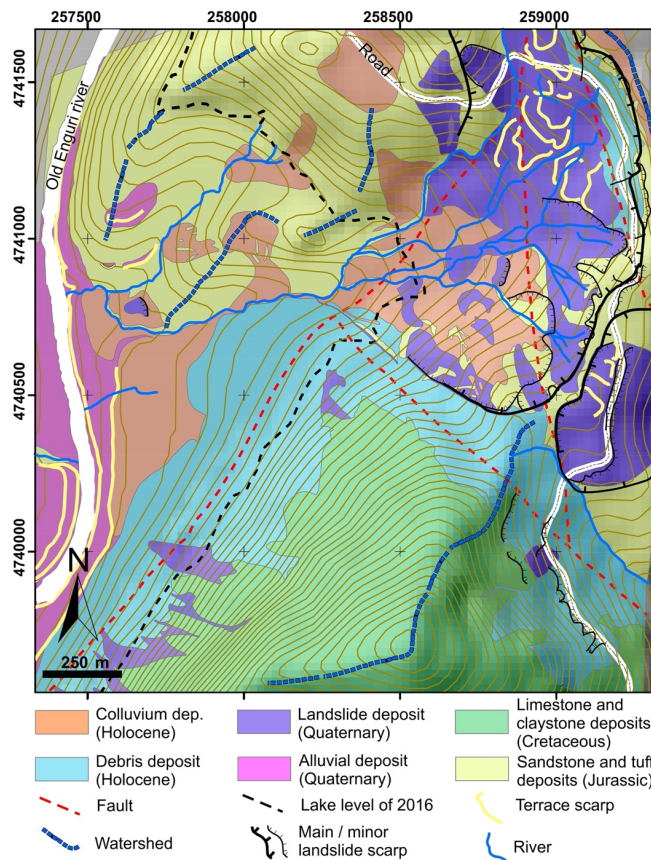 257500 258000 258500 259000
4741500
4741000
4740500
4740000
Old Enguri river
Road
N
250 m
Colluvium dep.
(Holocene)
Landslide deposit
(Quaternary)
Limestone and
claystone deposits
(Cretaceous)
Debris deposit
(Holocene)
Alluvial deposit
(Quaternary)
Sandstone and tuff
deposits (Jurassic)
Fault
Lake level of 2016
Terrace scarp
Watershed
Main / minor
landslide scarp
River